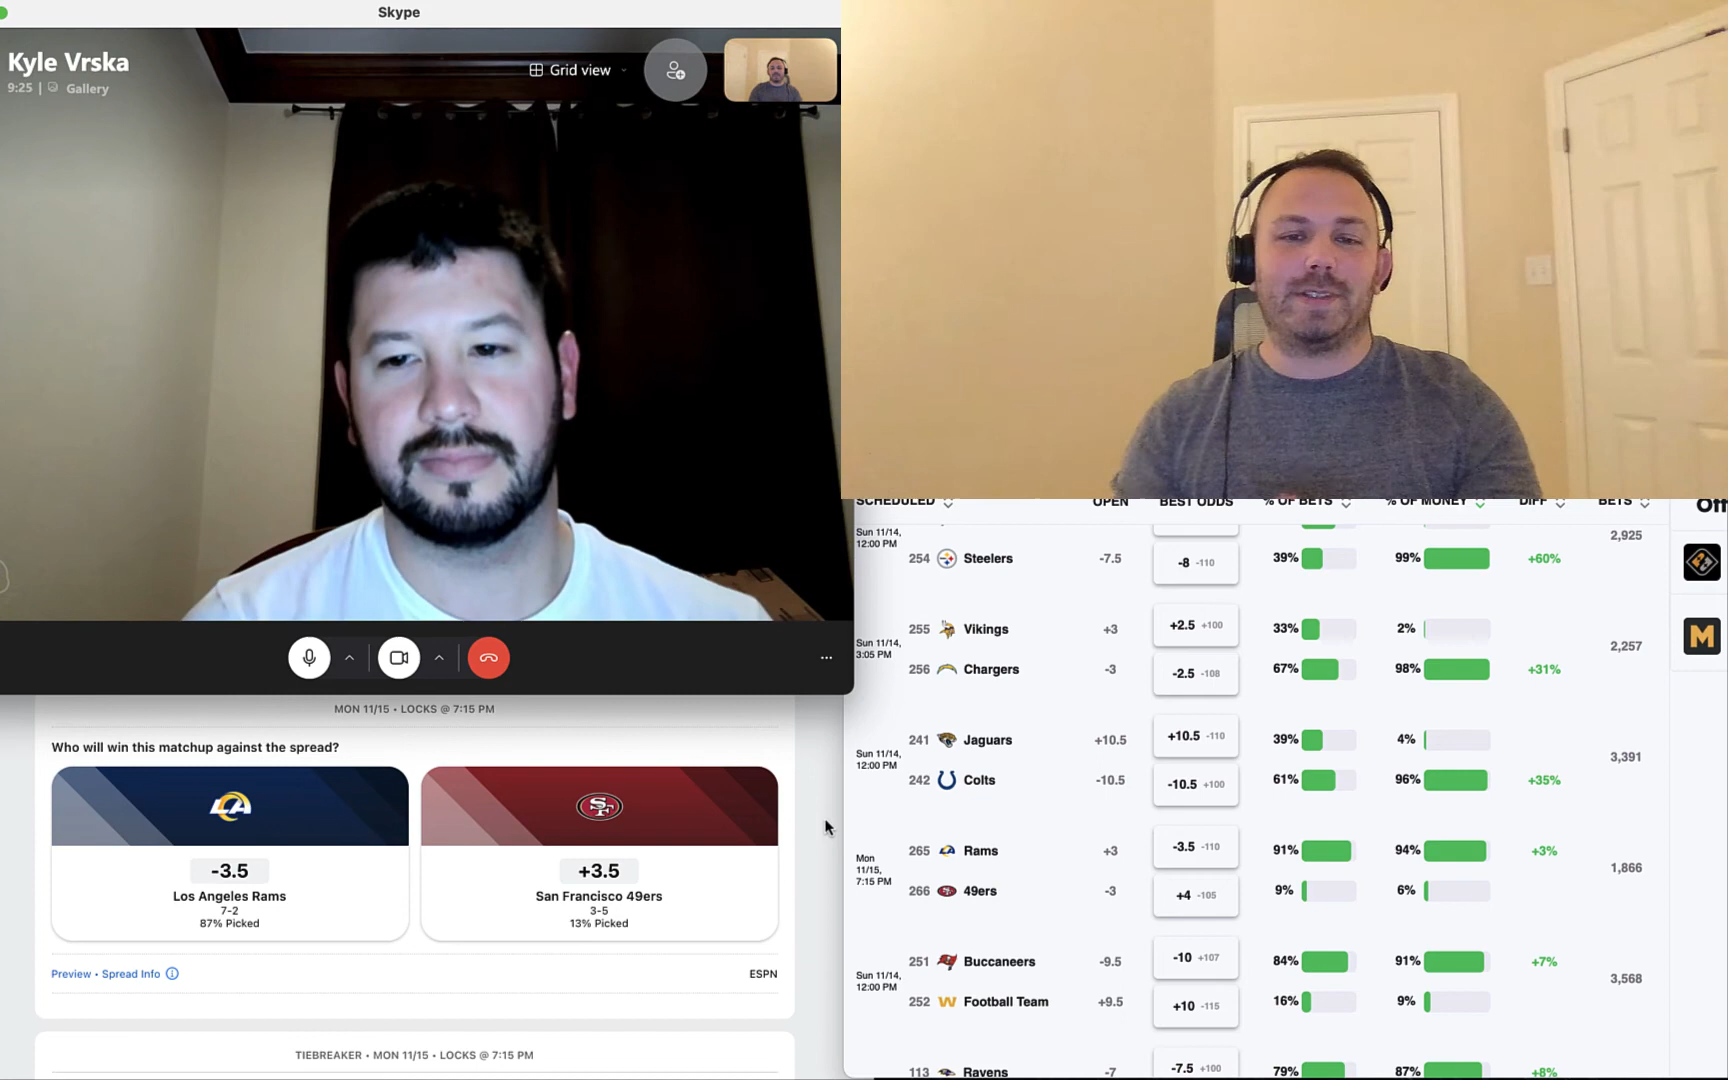 Skype
Kyle Vrska
9:25 | Gallery
Grid view
MON 11/15 • LOCKS @ 7:15 PM
Who will win this matchup against the spread?
-3.5
Los Angeles Rams
7-2
87% Picked
+3.5
San Francisco 49ers
3-5
13% Picked
Preview • Spread Info
ESPN
TIEBREAKER • MON 11/15 • LOCKS @ 7:15 PM
SCHEDULED OPEN BEST ODDS % OF BETS % OF MONEY DIFF BETS
Sun 11/14,
12:00 PM
2,925
254 Steelers -7.5 -8 -110 39% 99% +60%
255 Vikings +3 +2.5 +100 33% 2%
Sun 11/14,
3:05 PM
2,257
256 Chargers -3 -2.5 -108 67% 98% +31%
241 Jaguars +10.5 +10.5 -110 39% 4%
Sun 11/14,
12:00 PM
3,391
242 Colts -10.5 -10.5 +100 61% 96% +35%
265 Rams +3 -3.5 -110 91% 94% +3%
Mon
11/15,
7:15 PM
1,866
266 49ers -3 +4 -105 9% 6%
251 Buccaneers -9.5 -10 +107 84% 91% +7%
Sun 11/14,
12:00 PM
3,568
252 Football Team +9.5 +10 -115 16% 9%
113 Ravens -7 -7.5 +100 79% 87% +8%